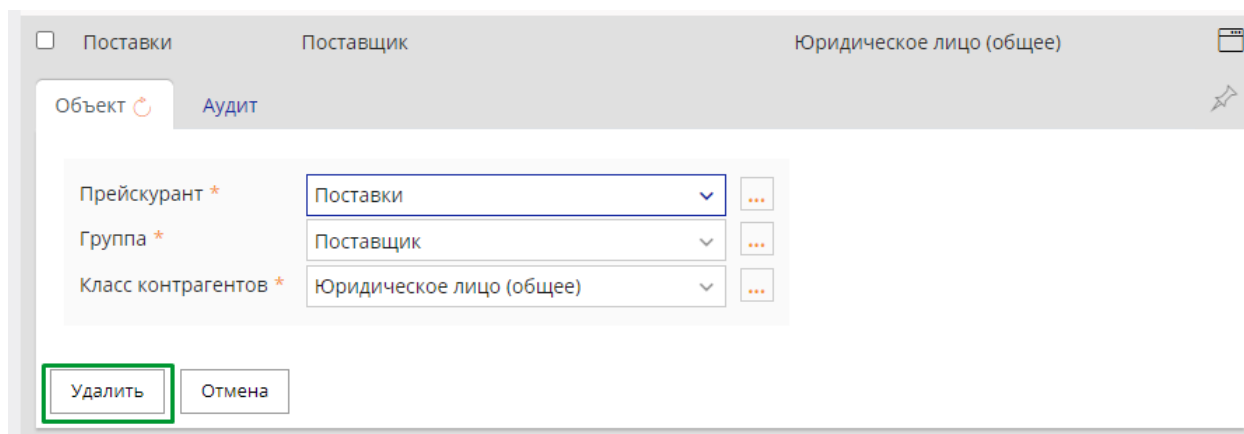 Поставки Поставщик Юридическое лицо (общее)
Объект Аудит
Прейскурант * Поставки ...
Группа * Поставщик ...
Класс контрагентов * Юридическое лицо (общее) ...
Удалить Отмена